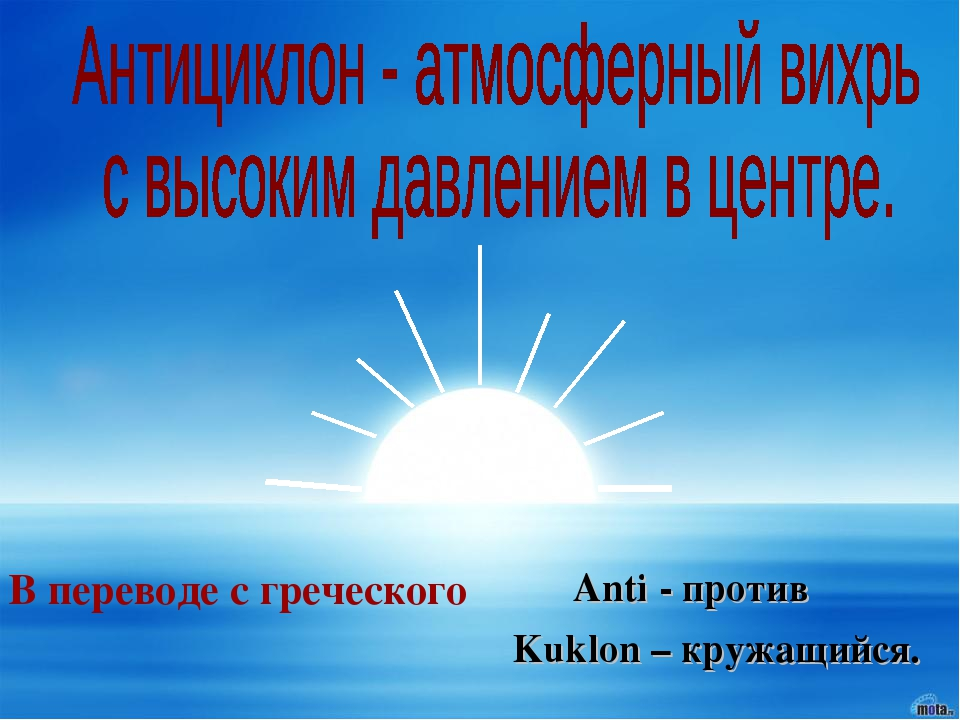 Антициклон - атмосферный вихрь
с высоким давлением в центре.
В переводе с греческого
Anti - против
Kuklon – кружащийся.
mota.ru